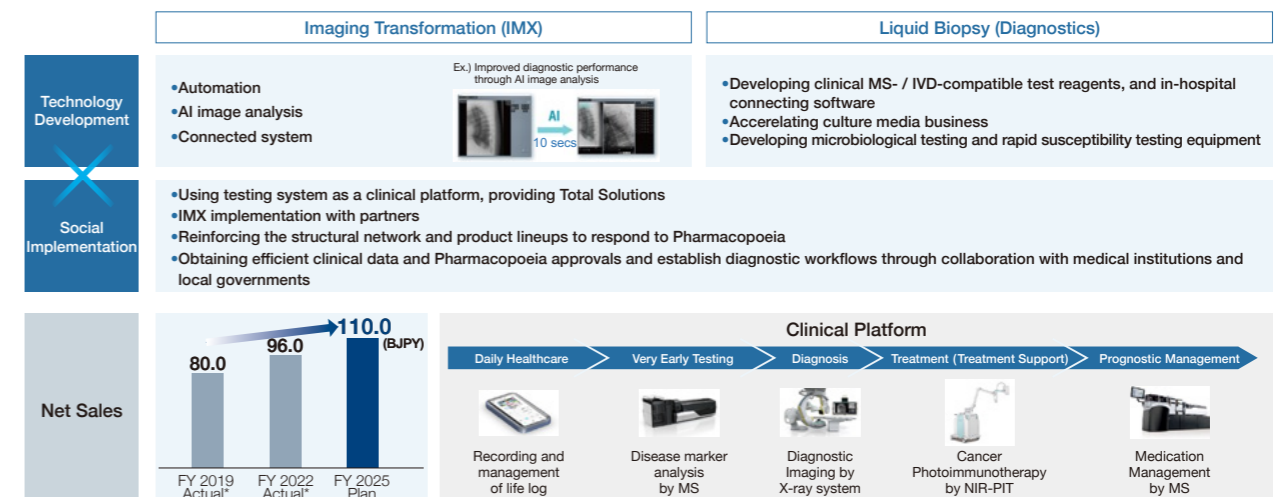 Imaging Transformation (IMX)
Liquid Biopsy (Diagnostics)
Technology
Development
•Automation
•AI image analysis
•Connected system
Ex.) Improved diagnostic performance
through AI image analysis
AI
10 secs
•Developing clinical MS- / IVD-compatible test reagents, and in-hospital
connecting software
•Accerelating culture media business
•Developing microbiological testing and rapid susceptibility testing equipment
Social
Implementation
•Using testing system as a clinical platform, providing Total Solutions
•IMX implementation with partners
•Reinforcing the structural network and product lineups to respond to Pharmacopoeia
•Obtaining efficient clinical data and Pharmacopoeia approvals and establish diagnostic workflows through collaboration with medical institutions and
local governments
Net Sales
80.0
96.0
110.0
(BJPY)
FY 2019
Actual*
FY 2022
Actual*
FY 2025
Plan
Clinical Platform
Daily Healthcare
Very Early Testing
Diagnosis
Treatment (Treatment Support)
Prognostic Management
Recording and
management
of life log
Disease marker
analysis
by MS
Diagnostic
Imaging by
X-ray system
Cancer
Photoimmunotherapy
by NIR-PIT
Medication
Management
by MS